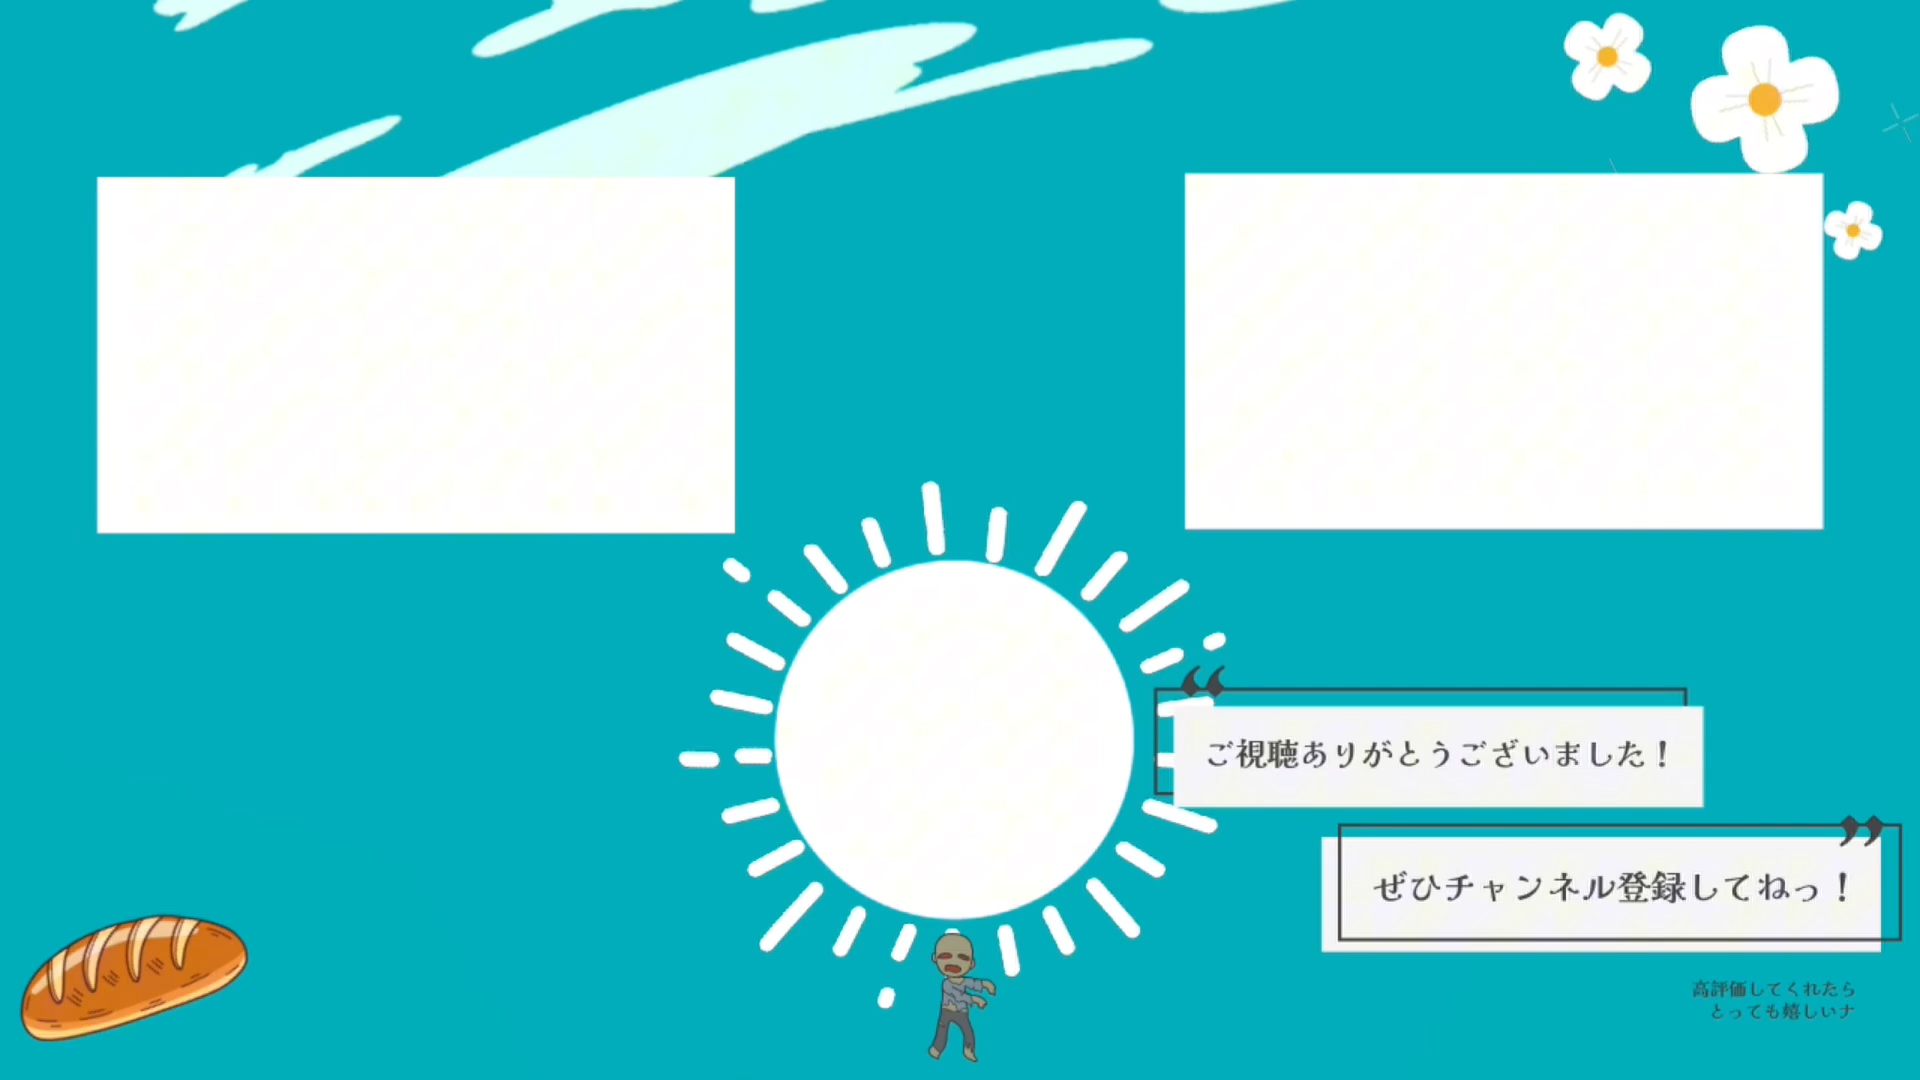 ご視聴ありがとうございました！
ぜひチャンネル登録してねっ！
高評価してくれたら
とっても嬉しいナ